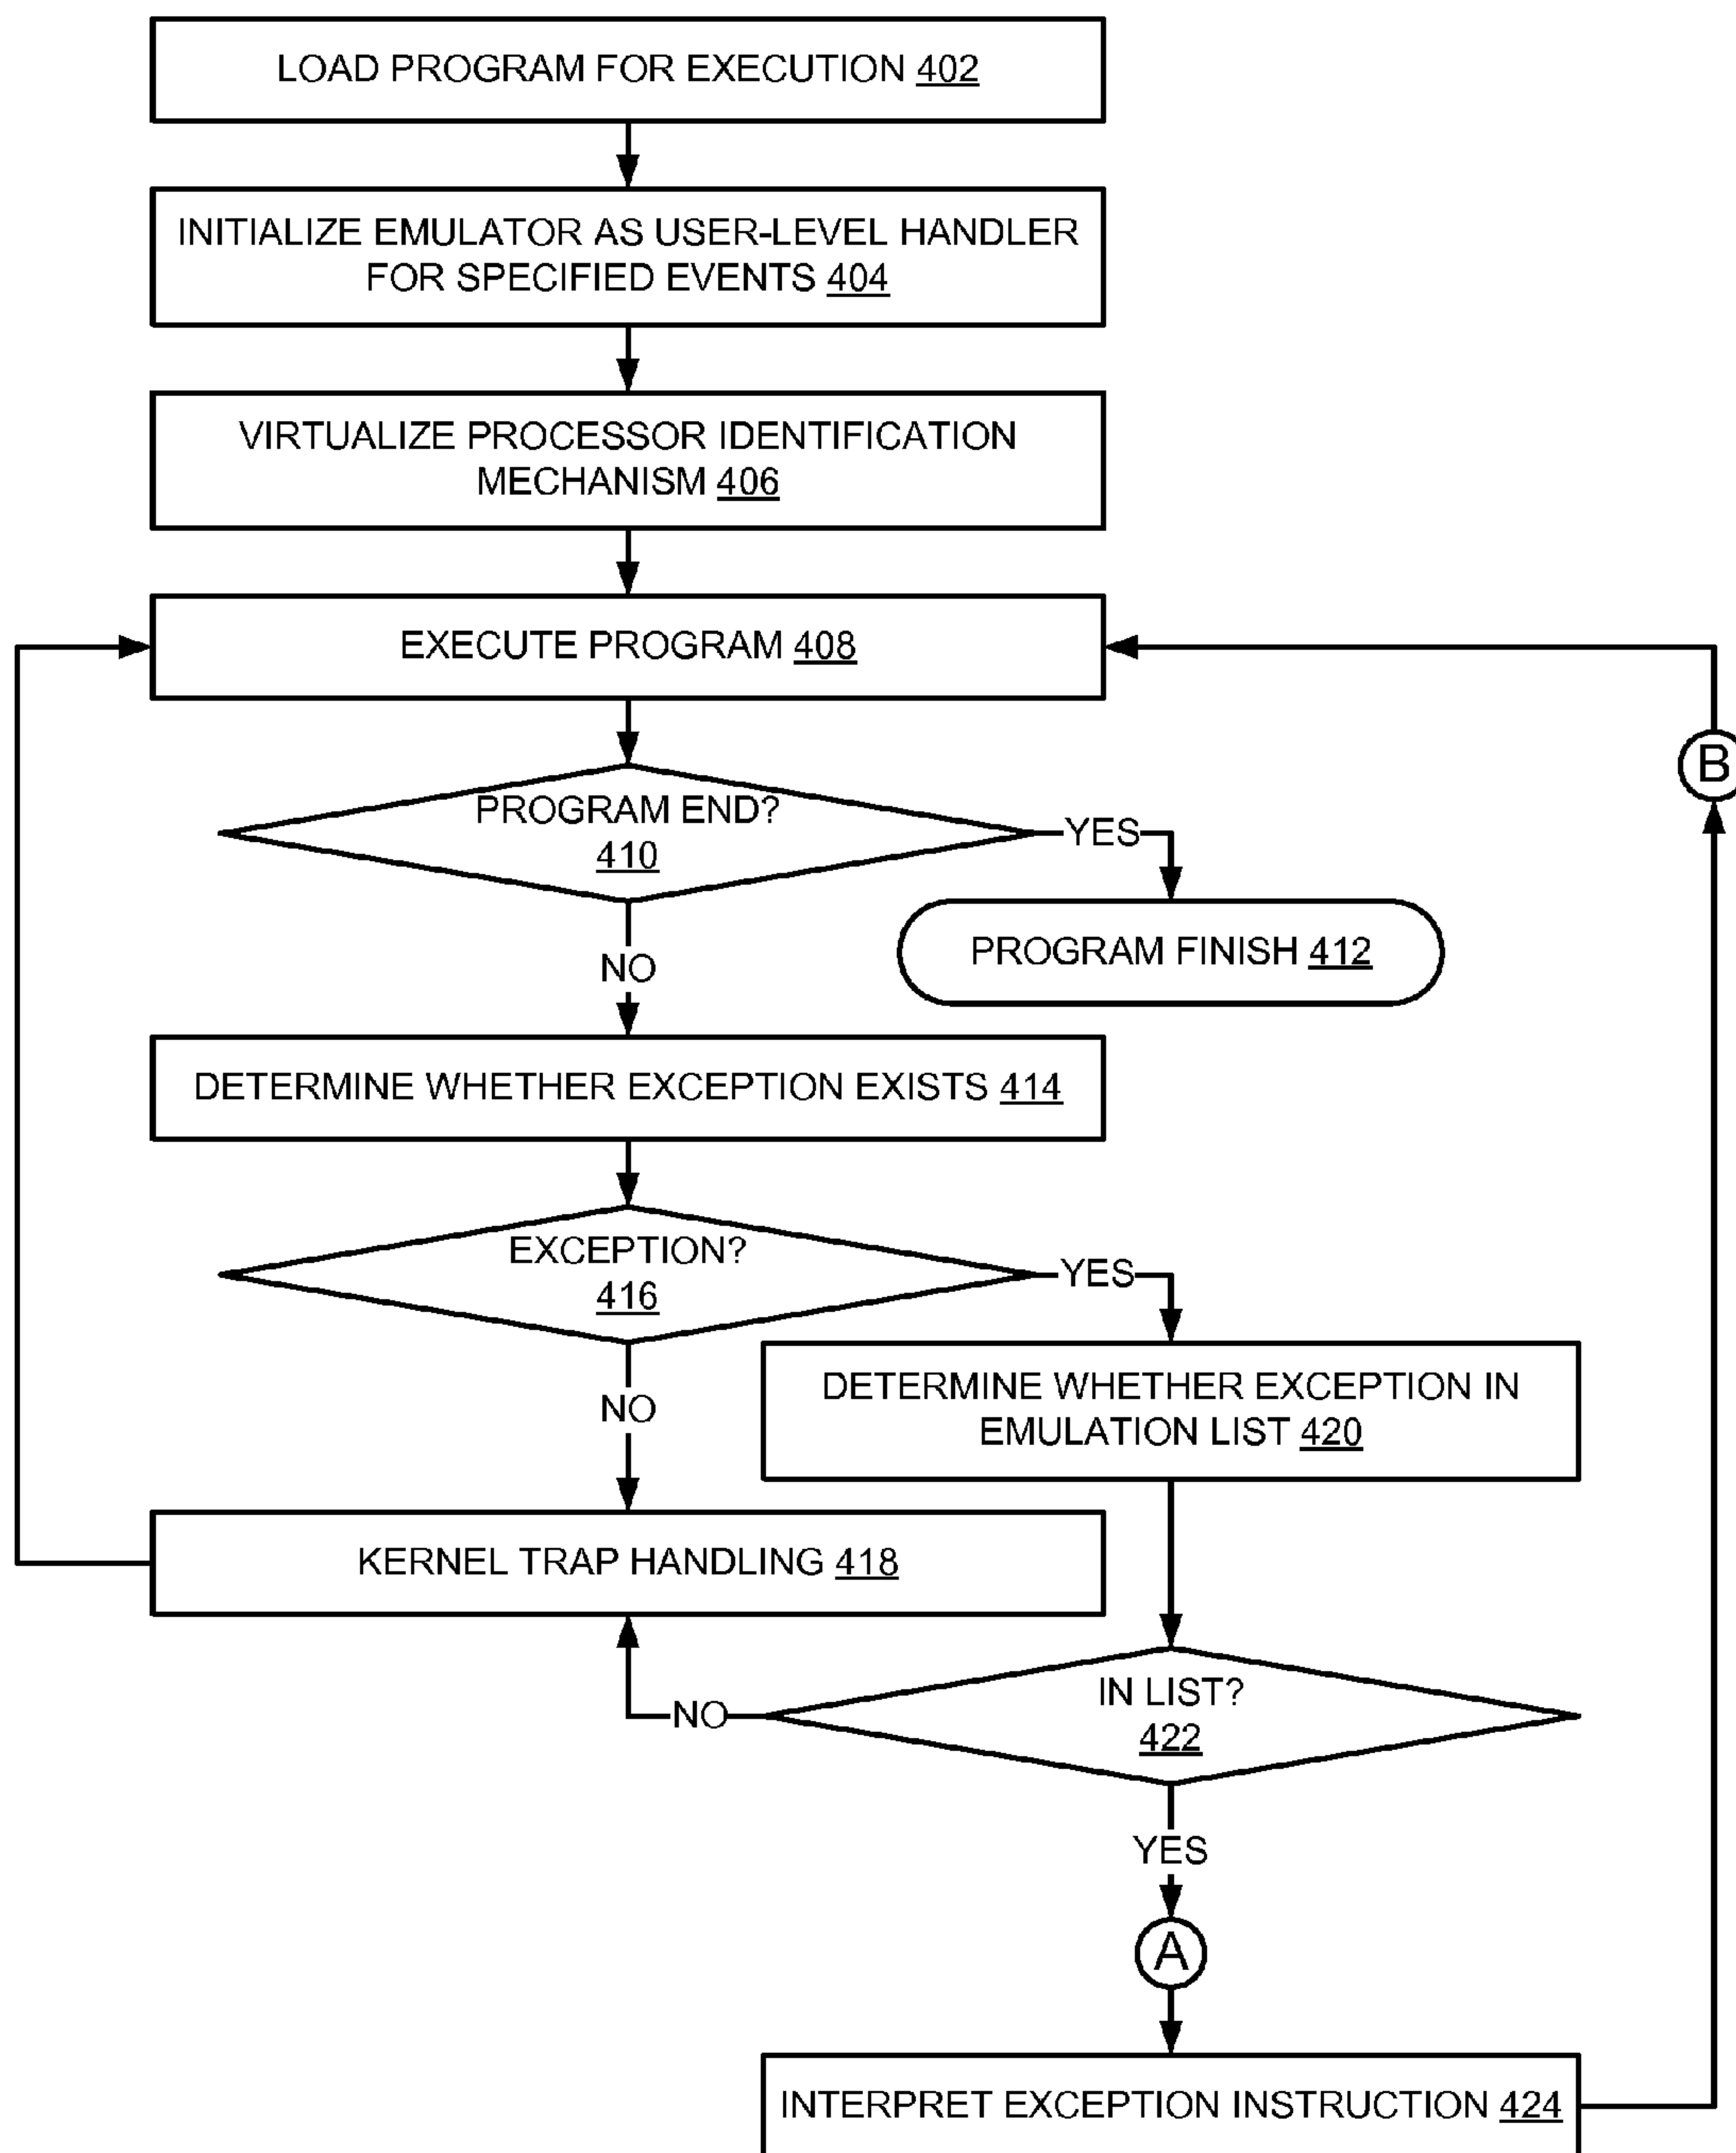 LOAD PROGRAM FOR EXECUTION 402
INITIALIZE EMULATOR AS USER-LEVEL HANDLER
FOR SPECIFIED EVENTS 404
VIRTUALIZE PROCESSOR IDENTIFICATION
MECHANISM 406
EXECUTE PROGRAM 408
B
PROGRAM END?
410
YES
PROGRAM FINISH 412
NO
DETERMINE WHETHER EXCEPTION EXISTS 414
EXCEPTION?
416
YES
DETERMINE WHETHER EXCEPTION IN
EMULATION LIST 420
NO
KERNEL TRAP HANDLING 418
IN LIST?
422
NO
YES
A
INTERPRET EXCEPTION INSTRUCTION 424